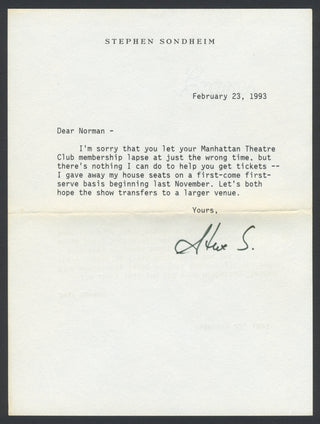 STEPHEN SONDHEIM
February 23, 1993
Dear Norman -
I'm sorry that you let your Manhattan Theatre
Club membership lapse at just the wrong time, but
there's nothing I can do to help you get tickets --
I gave away my house seats on a first-come first-
serve basis beginning last November. Let's both
hope the show transfers to a larger venue.
Yours,
Steve S.